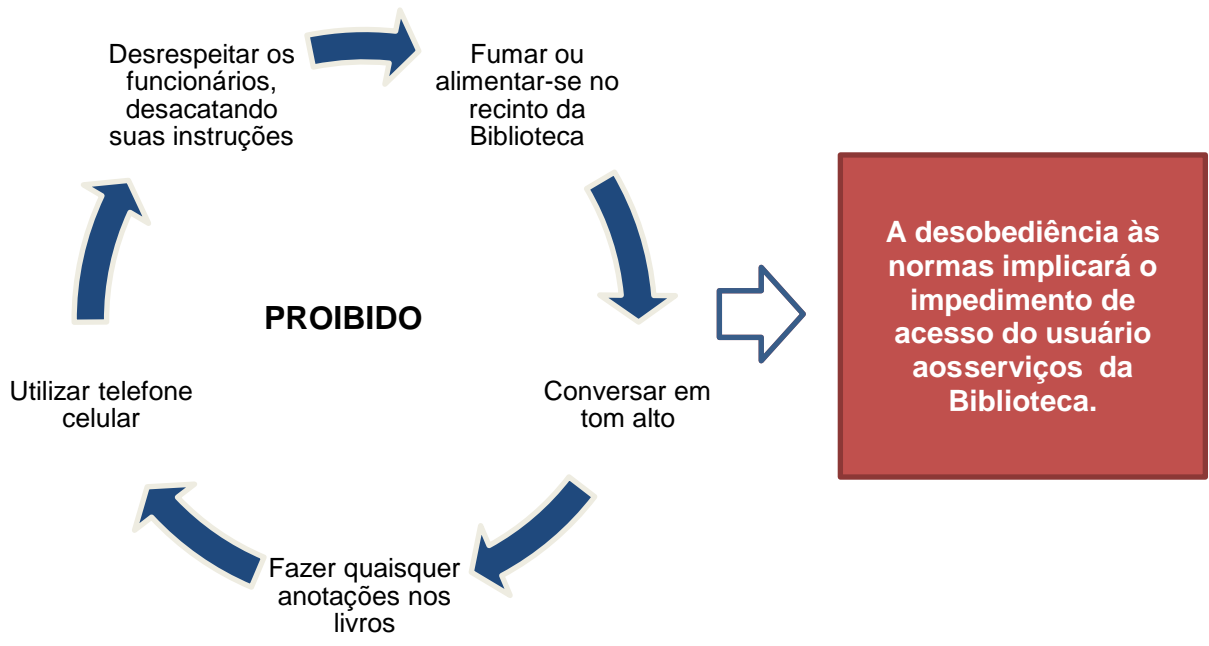 Desrespeitar os
funcionários,
desacatando
suas instruções
Fumar ou
alimentar-se no
recinto da
Biblioteca
PROIBIDO
Conversar em
tom alto
Fazer quaisquer
anotações nos
livros
Utilizar telefone
celular
A desobediência às
normas implicará o
impedimento de
acesso do usuário
aosserviços da
Biblioteca.